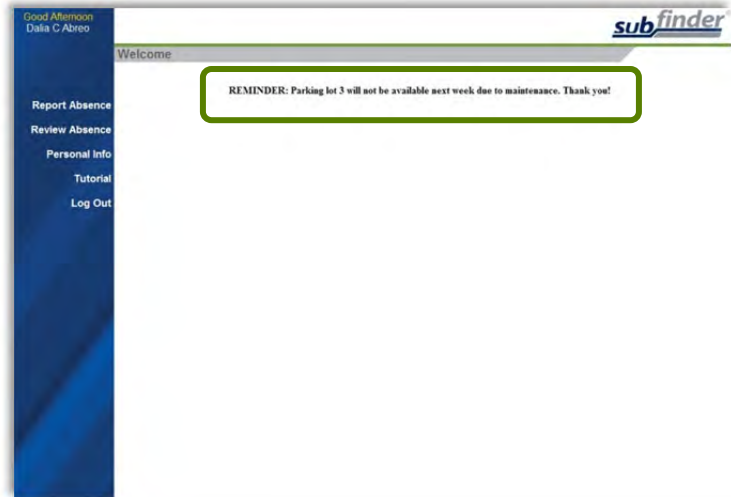 Good Afternoon
Dalia C Abreo
subfinder
Welcome
REMINDER: Parking lot 3 will not be available next week due to maintenance. Thank you!
Report Absence
Review Absence
Personal Info
Tutorial
Log Out